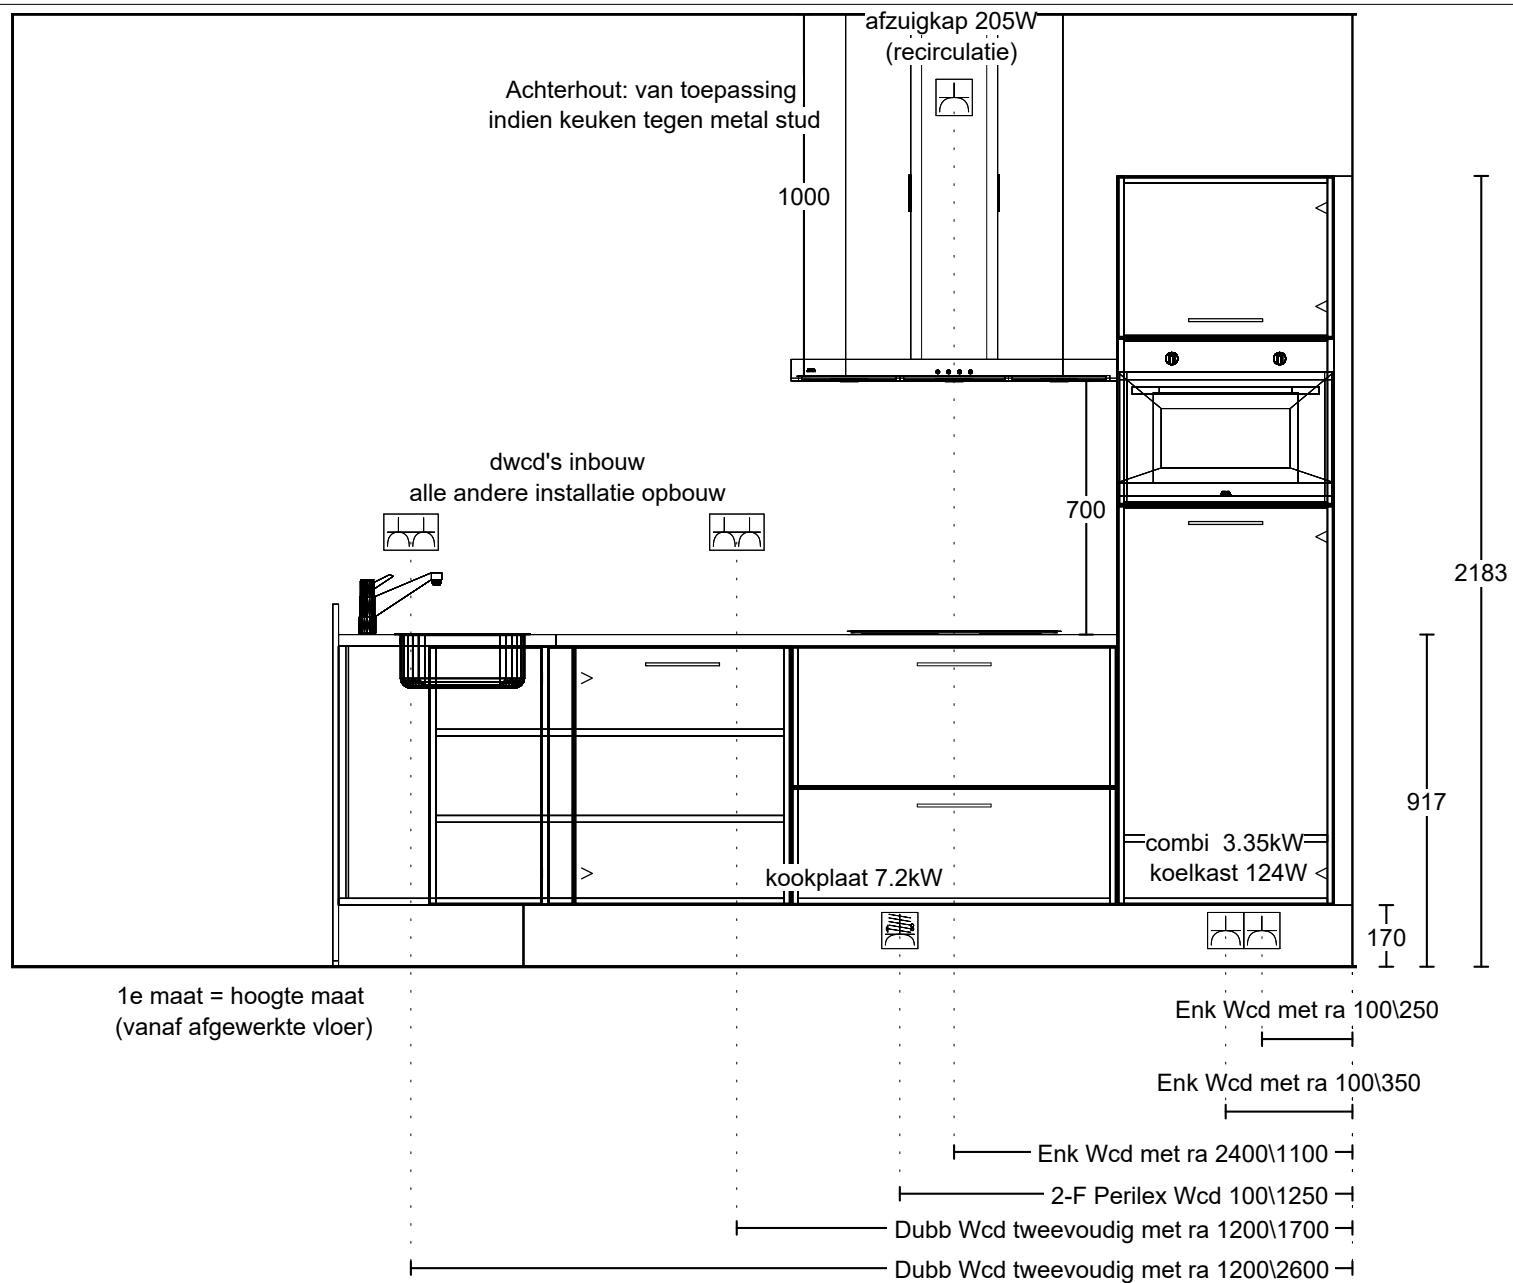 afzuigkap 205W
(recirculatie)
Achterhout: van toepassing
indien keuken tegen metal stud
1000
dwcd's inbouw
alle andere installatie opbouw
700
2183
917
combi 3.35kW
koelkast 124W
kookplaat 7.2kW
170
1e maat = hoogte maat
(vanaf afgewerkte vloer)
Enk Wcd met ra 100\250
Enk Wcd met ra 100\350
Enk Wcd met ra 2400\1100
2-F Perilex Wcd 100\1250
Dubb Wcd tweevoudig met ra 1200\1700
Dubb Wcd tweevoudig met ra 1200\2600